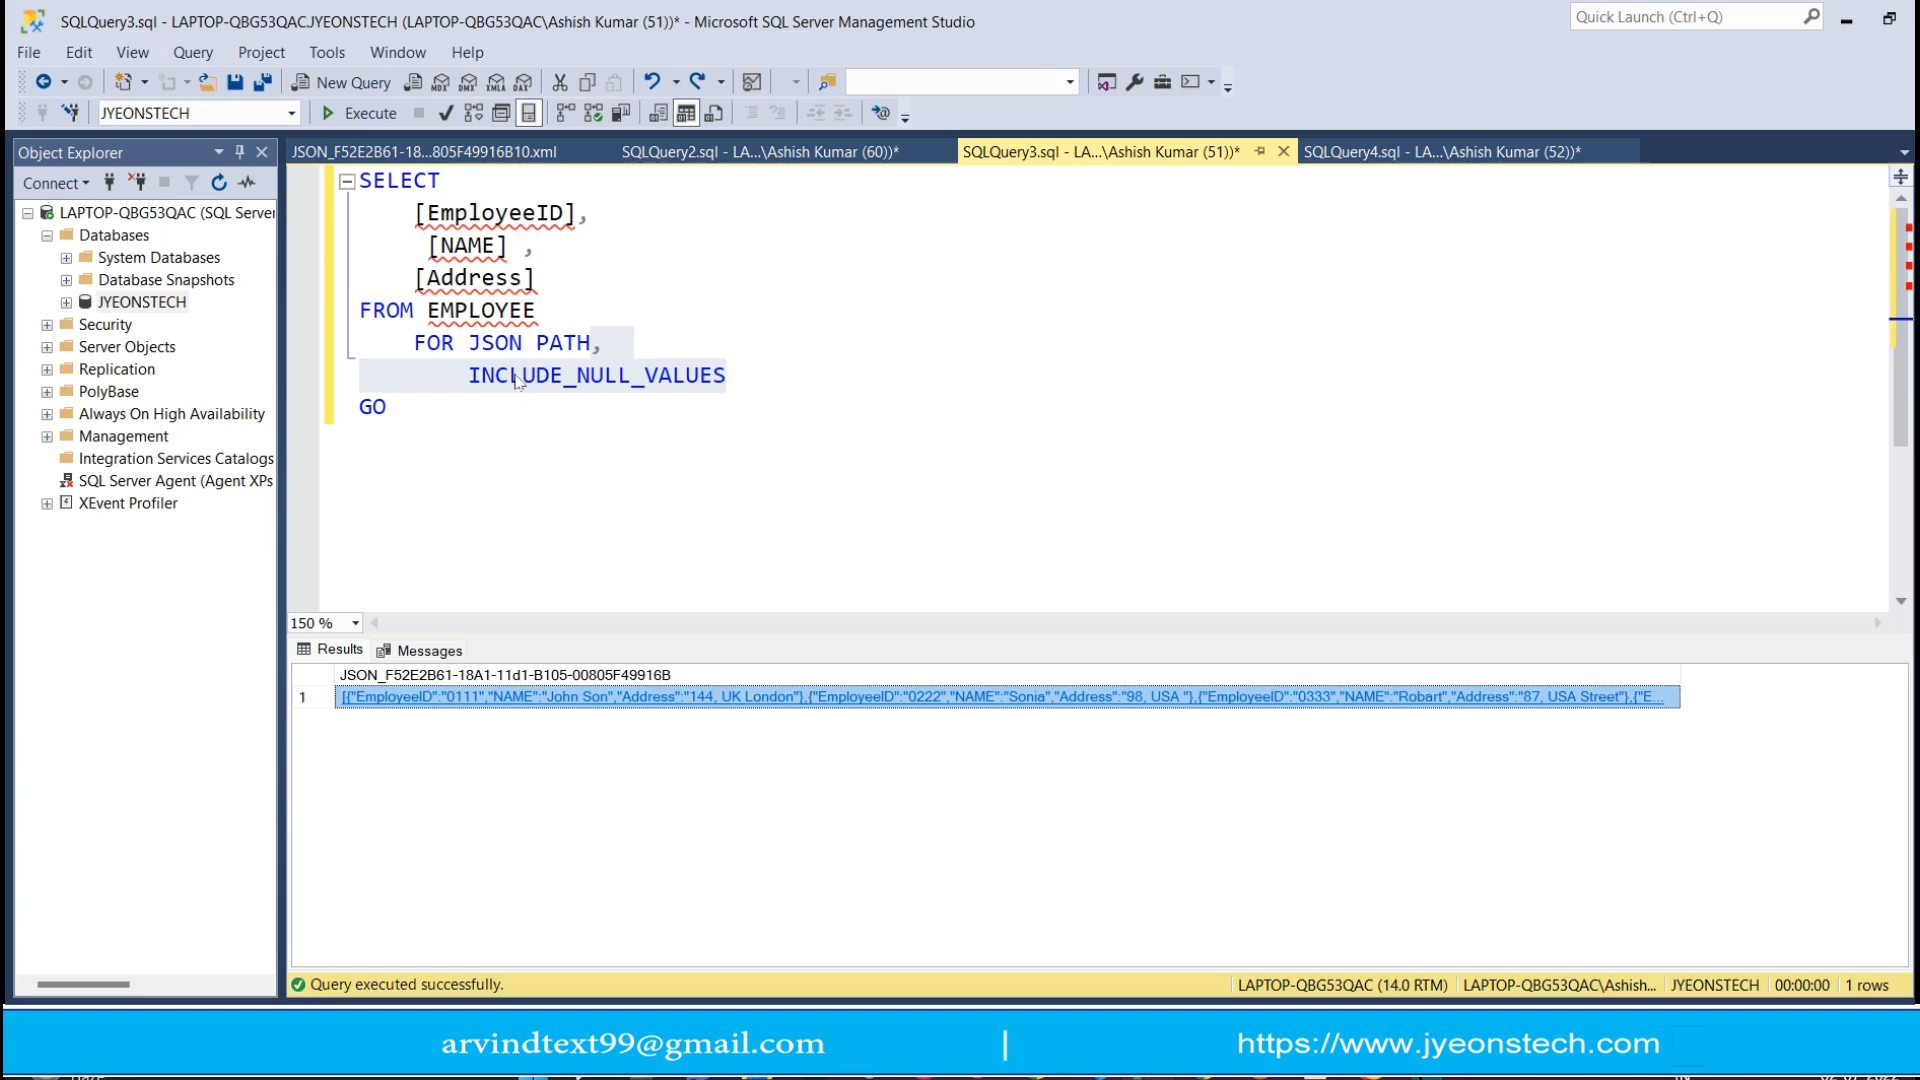 SQLQuery3.sql - LAPTOP-QBG53QAC.JYEONSTECH (LAPTOP-QBG53QAC\Ashish Kumar (51))* - Microsoft SQL Server Management Studio
Quick Launch (Ctrl+Q)
File Edit View Query Project Tools Window Help
New Query MDX DMX XMLA DAX
JYEONSTECH Execute
Object Explorer
JSON_F52E2B61-18...805F49916B10.xml SQLQuery2.sql - LA...\Ashish Kumar (60))* SQLQuery3.sql - LA...\Ashish Kumar (51))* SQLQuery4.sql - LA...\Ashish Kumar (52))*
Connect
LAPTOP-QBG53QAC (SQL Server
Databases
System Databases
Database Snapshots
JYEONSTECH
Security
Server Objects
Replication
PolyBase
Always On High Availability
Management
Integration Services Catalogs
SQL Server Agent (Agent XPs
XEvent Profiler
SELECT
[EmployeeID],
[NAME] ,
[Address]
FROM EMPLOYEE
FOR JSON PATH,
INCLUDE_NULL_VALUES
GO
150 %
Results Messages
JSON_F52E2B61-18A1-11d1-B105-00805F49916B
1 [{"EmployeeID":"0111","NAME":"John Son","Address":"144, UK London"},{"EmployeeID":"0222","NAME":"Sonia","Address":"98, USA "},{"EmployeeID":"0333","NAME":"Robart","Address":"87, USA Street"},{"E...
Query executed successfully. LAPTOP-QBG53QAC (14.0 RTM) LAPTOP-QBG53QAC\Ashish... JYEONSTECH 00:00:00 1 rows
arvindtext99@gmail.com | https://www.jyeonstech.com